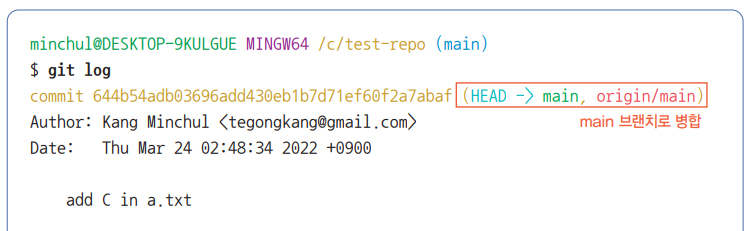 minchul@DESKTOP-9KULGUE MINGW64 /c/test-repo (main)
$ git log
commit 644b54adb03696add430eb1b7d71ef60f2a7abaf (HEAD -> main, origin/main)
Author: Kang Minchul <tegongkang@gmail.com>
main 브랜치로 병합
Date:   Thu Mar 24 02:48:34 2022 +0900
add C in a.txt